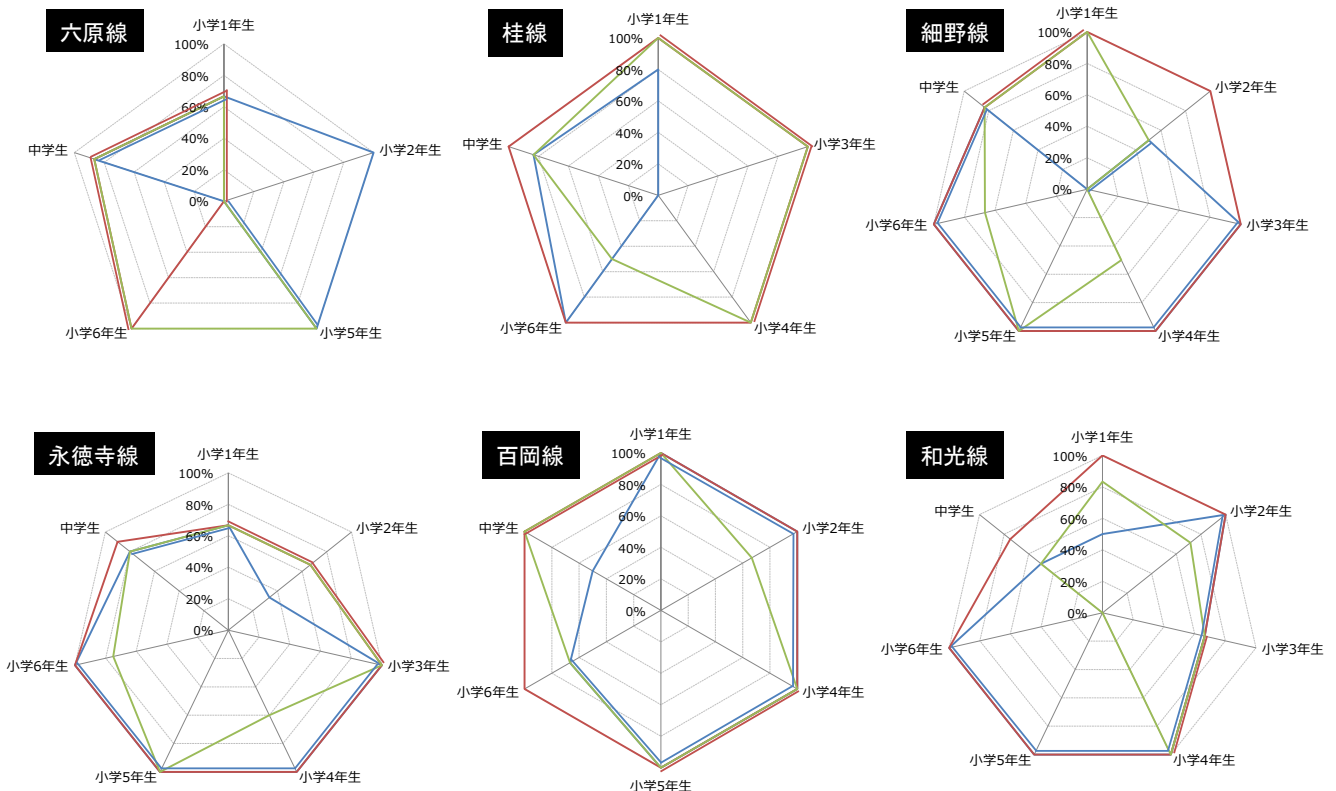 六原線
小学1年生
100%
80%
60%
40%
20%
0%
小学2年生
小学5年生
小学6年生
中学生
桂線
小学1年生
100%
80%
60%
40%
20%
0%
小学3年生
小学4年生
小学6年生
中学生
細野線
小学1年生
100%
80%
60%
40%
20%
0%
小学2年生
小学3年生
小学4年生
小学5年生
小学6年生
中学生
永徳寺線
小学1年生
100%
80%
60%
40%
20%
0%
小学2年生
小学3年生
小学4年生
小学5年生
小学6年生
中学生
百岡線
小学1年生
100%
80%
60%
40%
20%
0%
小学2年生
小学4年生
小学5年生
小学6年生
中学生
和光線
小学1年生
100%
80%
60%
40%
20%
0%
小学2年生
小学3年生
小学4年生
小学5年生
小学6年生
中学生